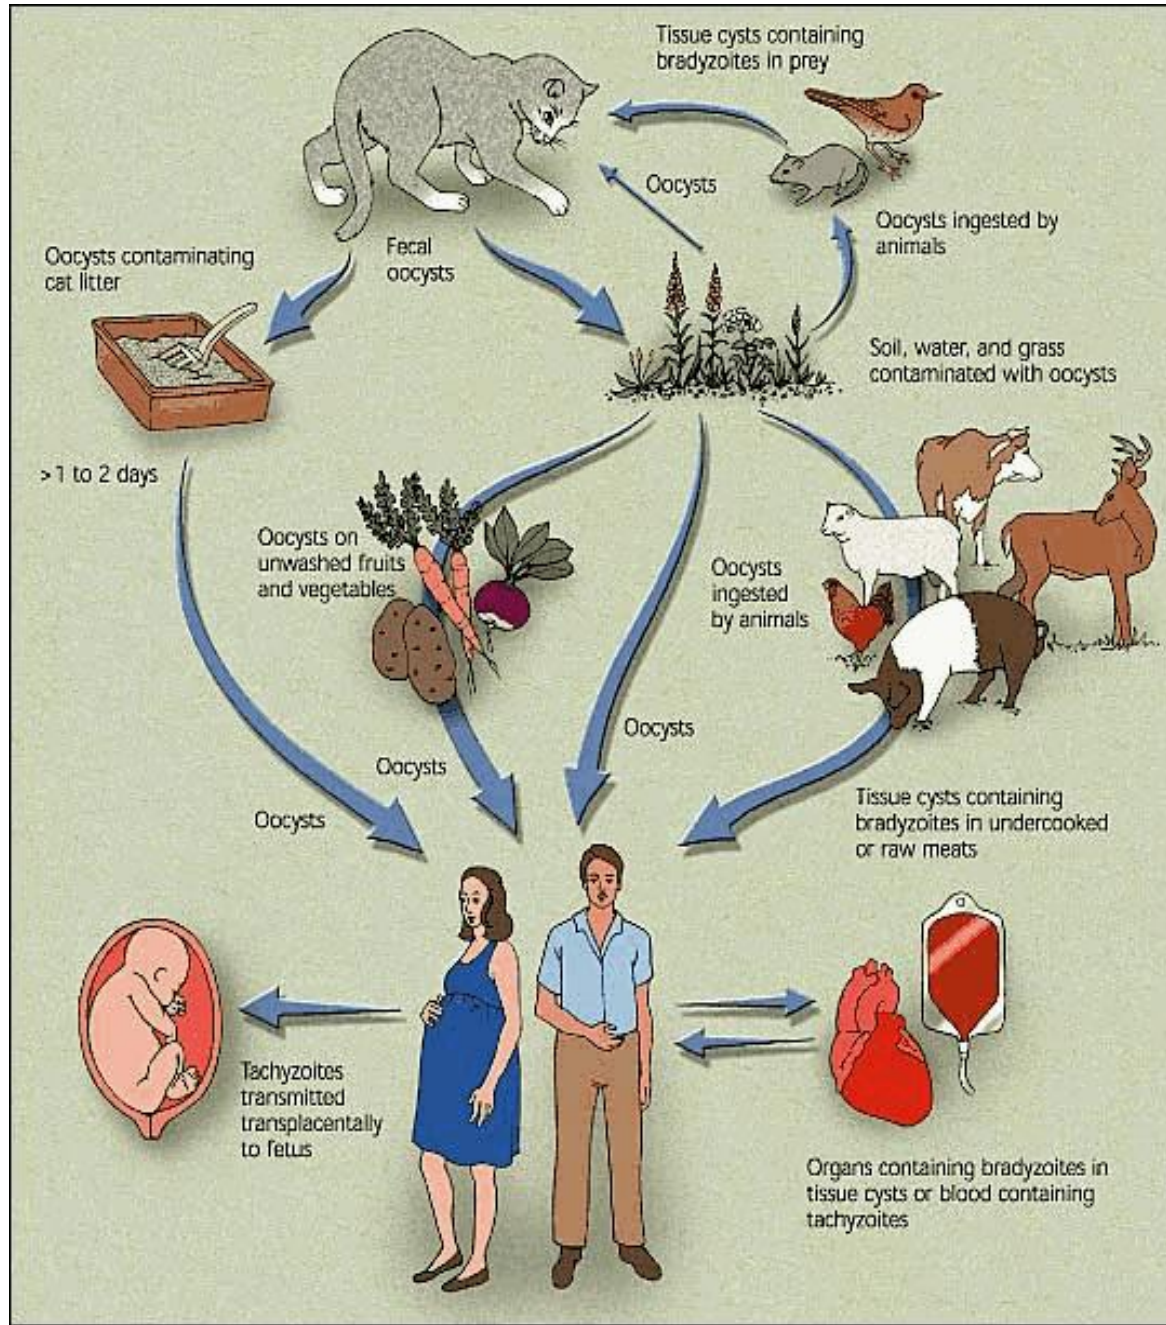 Tissue cysts containing
bradyzoites in prey
Oocysts
Oocysts ingested by
animals
Oocysts contaminating
cat litter
Fecal
oocysts
Soil, water, and grass
contaminated with oocysts
>1 to 2 days
Oocysts on
unwashed fruits
and vegetables
Oocysts
ingested
by animals
Oocysts
Oocysts
Oocysts
Tissue cysts containing
bradyzoites in undercooked
or raw meats
Tachyzoites
transmitted
transplacentally
to fetus
Organs containing bradyzoites in
tissue cysts or blood containing
tachyzoites